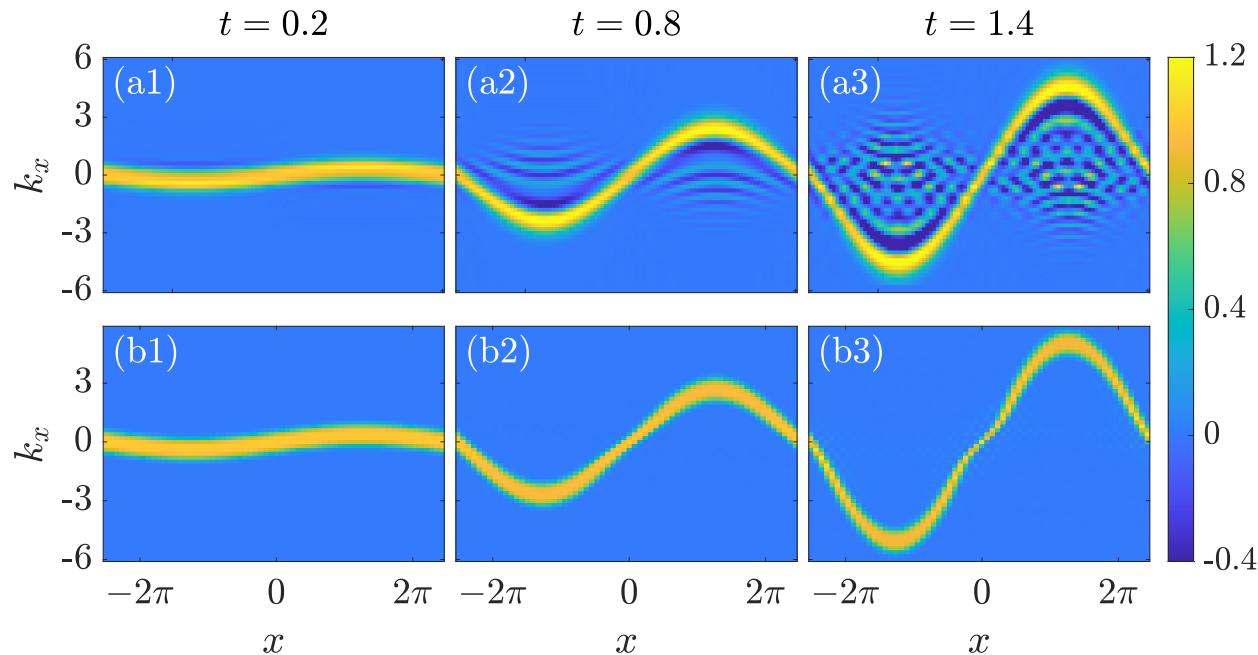 t = 0.2
t = 0.8
t = 1.4
6
3
0
-3
-6
k_x
(a1)
(a2)
(a3)
1.2
0.8
0.4
0
-0.4
3
0
-3
-6
k_x
(b1)
(b2)
(b3)
−2π 0 2π
−2π 0 2π
−2π 0 2π
x
x
x